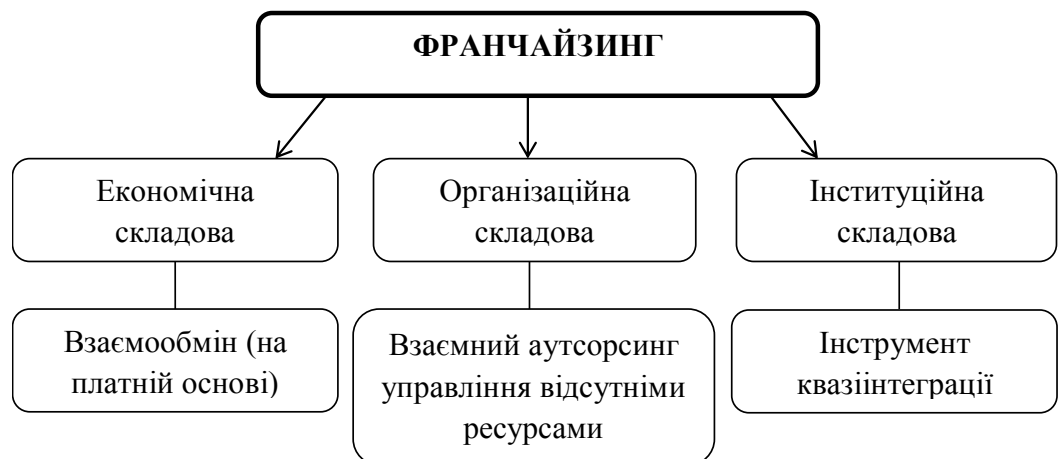 ФРАНЧАЙЗИНГ
Економічна
складова
Організаційна
складова
Інституційна
складова
Взаємообмін (на
платній основі)
Взаємний аутсорсинг
управління відсутніми
ресурсами
Інструмент
квазіінтеграції